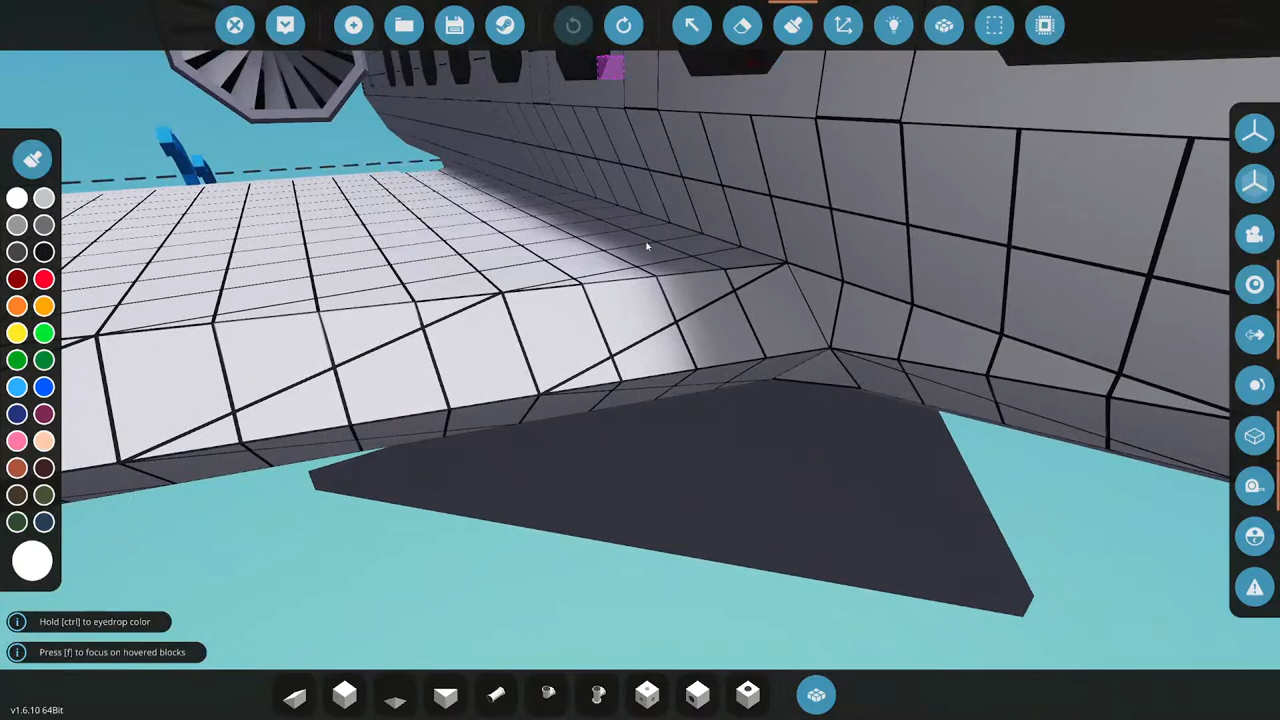 Hold [ctrl] to eyedrop color
Press [f] to focus on hovered blocks
v1.6.10 64Bit